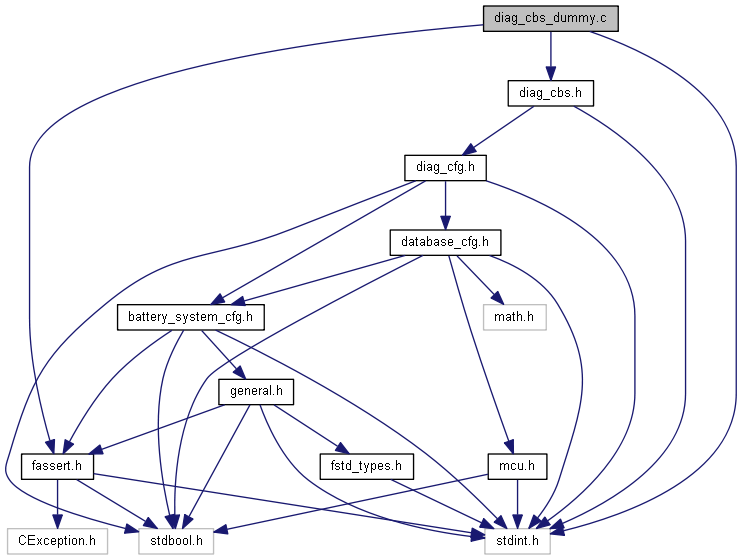 diag_cbs_dummy.c
diag_cbs.h
diag_cfg.h
database_cfg.h
battery_system_cfg.h
math.h
general.h
fassert.h
fstd_types.h
mcu.h
CException.h
stdbool.h
stdint.h